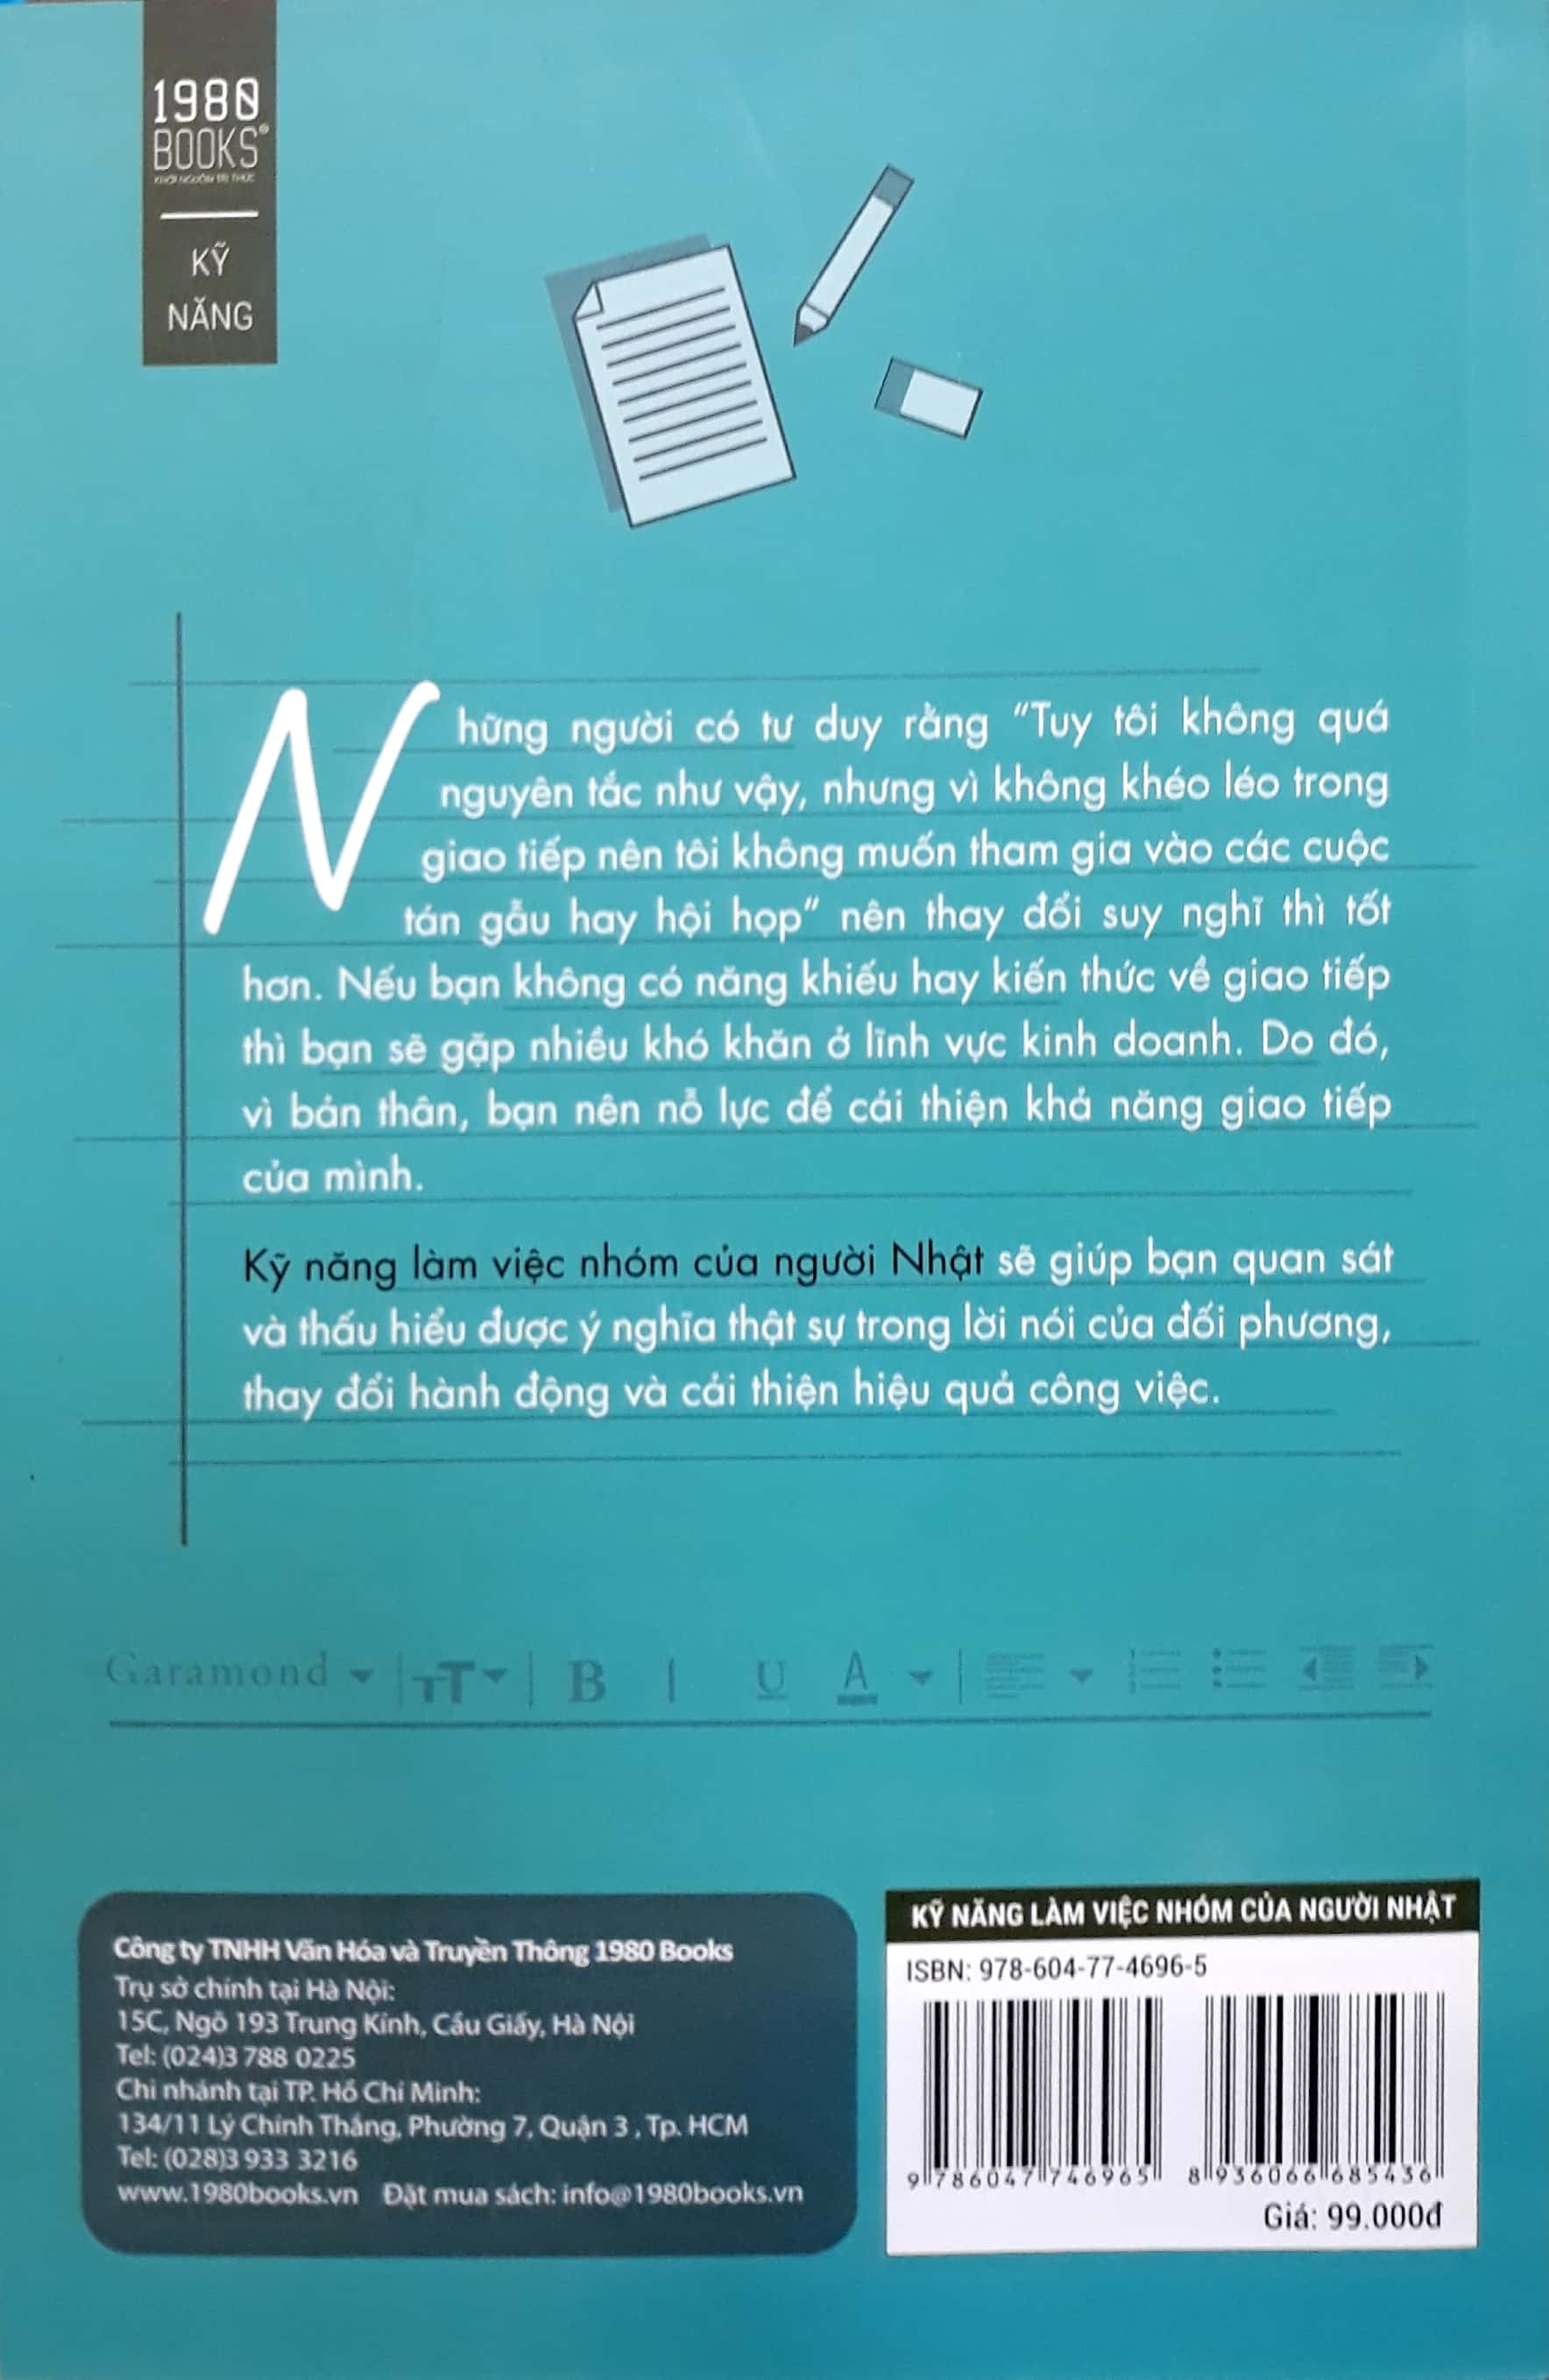 1980
BOOKS®
KHƠI NGUỒN TRI THỨC
KỸ
NĂNG
Những người có tư duy rằng “Tuy tôi không quá
nguyên tắc như vậy, nhưng vì không khéo léo trong
giao tiếp nên tôi không muốn tham gia vào các cuộc
tán gẫu hay hội họp” nên thay đổi suy nghĩ thì tốt
hơn. Nếu bạn không có năng khiếu hay kiến thức về giao tiếp
thì bạn sẽ gặp nhiều khó khăn ở lĩnh vực kinh doanh. Do đó,
vì bản thân, bạn nên nỗ lực để cải thiện khả năng giao tiếp
của mình.
Kỹ năng làm việc nhóm của người Nhật sẽ giúp bạn quan sát
và thấu hiểu được ý nghĩa thật sự trong lời nói của đối phương,
thay đổi hành động và cải thiện hiệu quả công việc.
Garamond TT B I U A
Công ty TNHH Văn Hóa và Truyền Thông 1980 Books
Trụ sở chính tại Hà Nội:
15C, Ngõ 193 Trung Kính, Cầu Giấy, Hà Nội
Tel: (024)3 788 0225
Chi nhánh tại TP. Hồ Chí Minh:
134/11 Lý Chính Thắng, Phường 7, Quận 3 , Tp. HCM
Tel: (028)3 933 3216
www.1980books.vn Đặt mua sách: info@1980books.vn
KỸ NĂNG LÀM VIỆC NHÓM CỦA NGƯỜI NHẬT
ISBN: 978-604-77-4696-5
9 786047 746965 8 936066 685436
Giá: 99.000đ